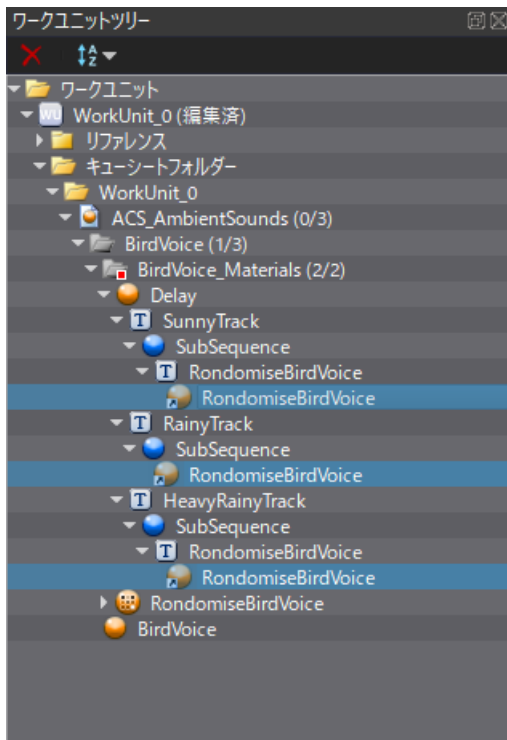 ワークユニットツリー
A
Z
ワークユニット
WU WorkUnit_0 (編集済)
リファレンス
キューシートフォルダー
WorkUnit_0
ACS_AmbientSounds (0/3)
BirdVoice (1/3)
BirdVoice_Materials (2/2)
Delay
T SunnyTrack
SubSequence
T RondomiseBirdVoice
RondomiseBirdVoice
T RainyTrack
SubSequence
RondomiseBirdVoice
T HeavyRainyTrack
SubSequence
T RondomiseBirdVoice
RondomiseBirdVoice
RondomiseBirdVoice
BirdVoice